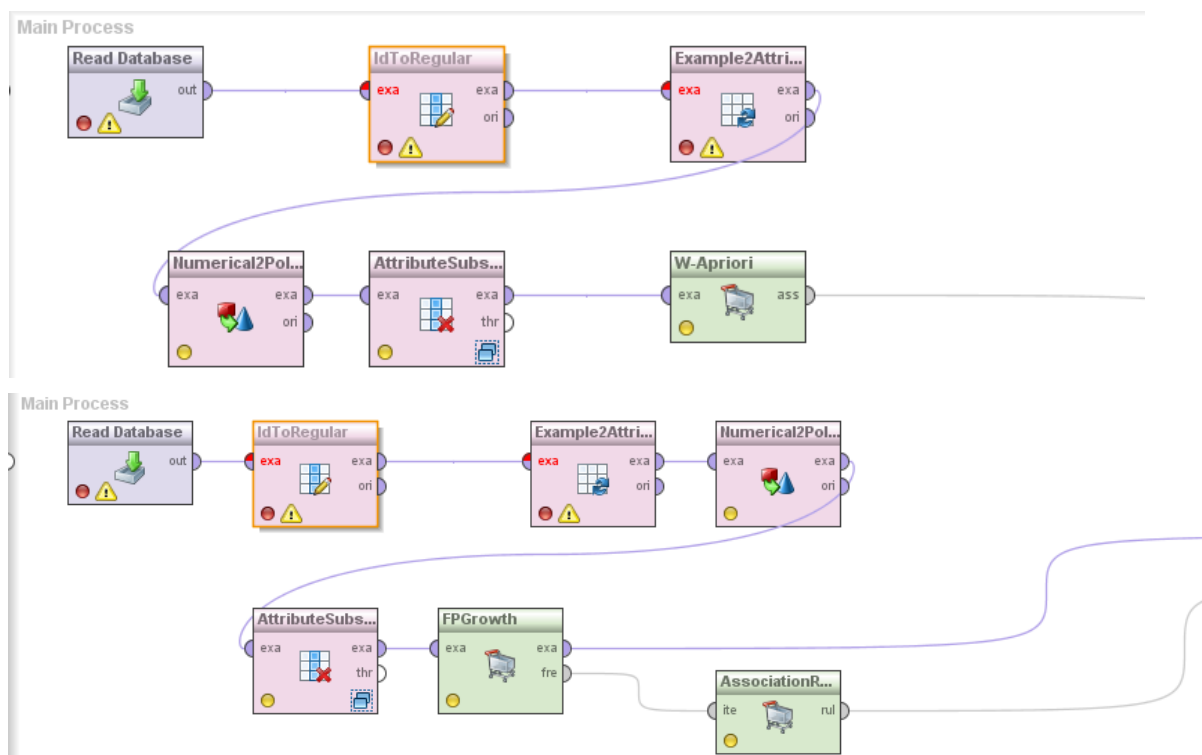 Main Process
Read Database
IdToRegular
Example2Attri...
out
exa
exa
exa
exa
ori
ori
Numerical2Pol...
AttributeSubs...
W-Apriori
exa
exa
exa
exa
exa
ass
ori
thr
Main Process
Read Database
IdToRegular
Example2Attri...
Numerical2Pol...
out
exa
exa
exa
exa
exa
exa
ori
ori
ori
AttributeSubs...
FPGrowth
exa
exa
exa
exa
thr
fre
AssociationR...
ite
rul